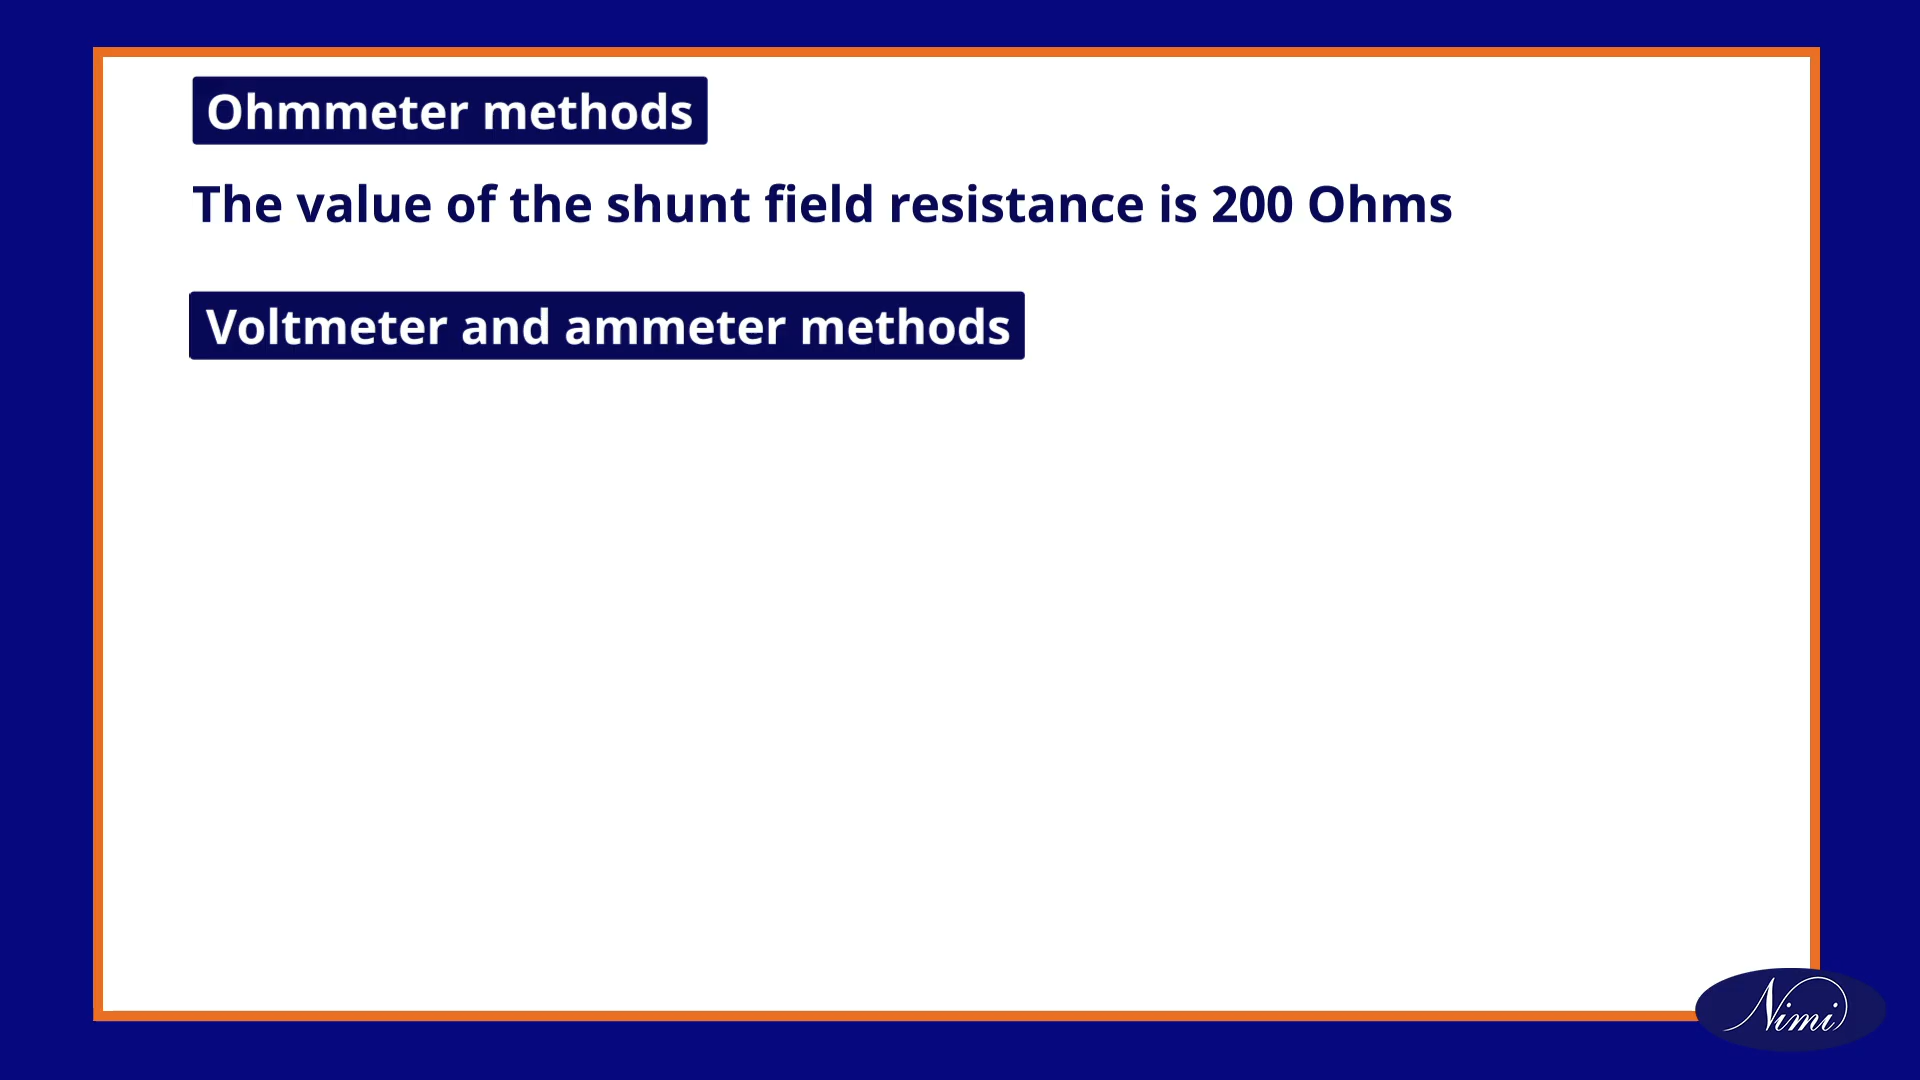 Ohmmeter methods
The value of the shunt field resistance is 200 Ohms
Voltmeter and ammeter methods
Nimi